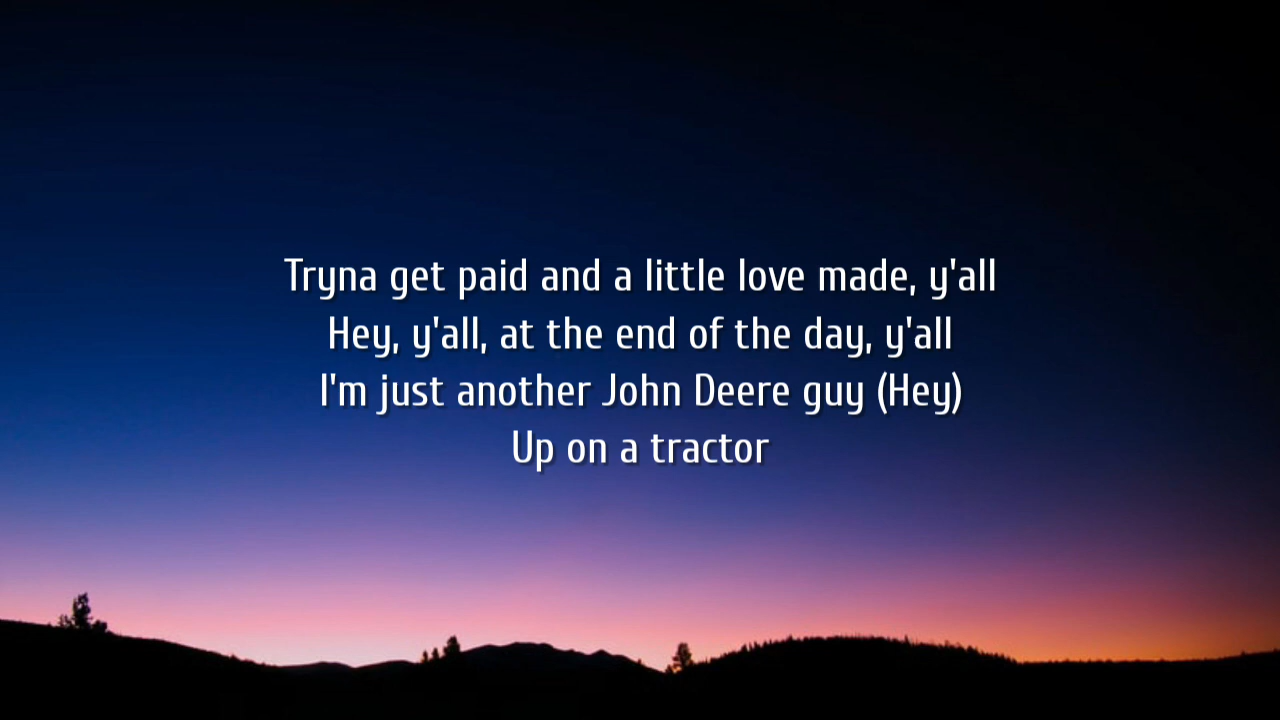 Tryna get paid and a little love made, y'all
Hey, y'all, at the end of the day, y'all
I'm just another John Deere guy (Hey)
Up on a tractor